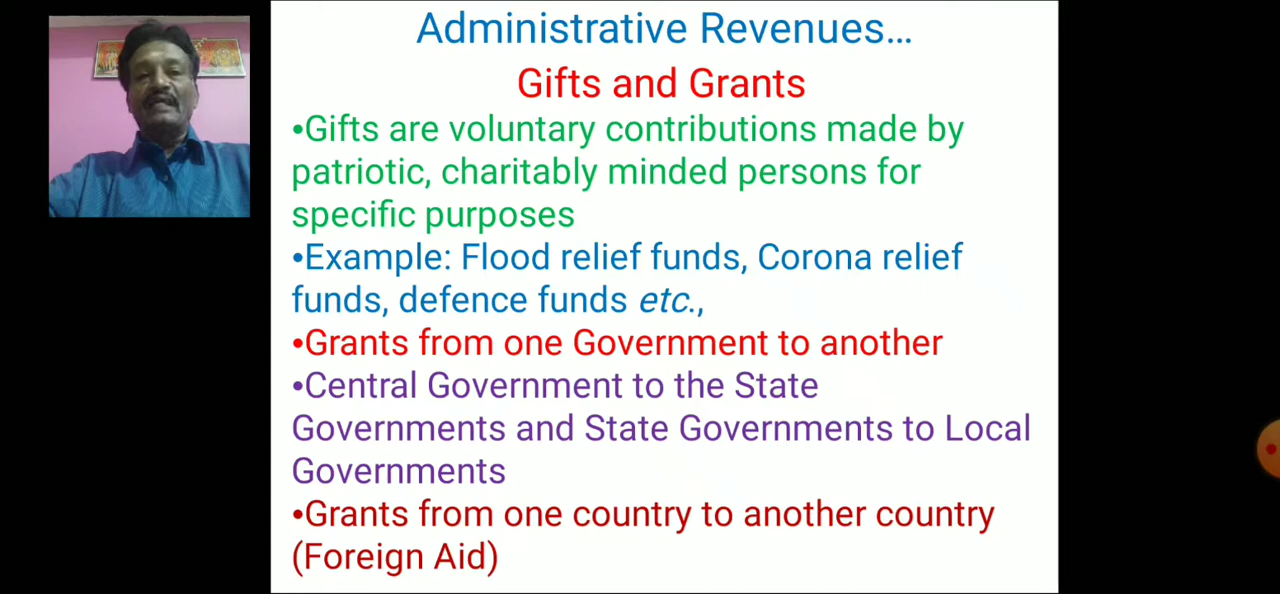 Administrative Revenues...
Gifts and Grants
•Gifts are voluntary contributions made by
patriotic, charitably minded persons for
specific purposes
•Example: Flood relief funds, Corona relief
funds, defence funds etc.,
•Grants from one Government to another
•Central Government to the State
Governments and State Governments to Local
Governments
•Grants from one country to another country
(Foreign Aid)